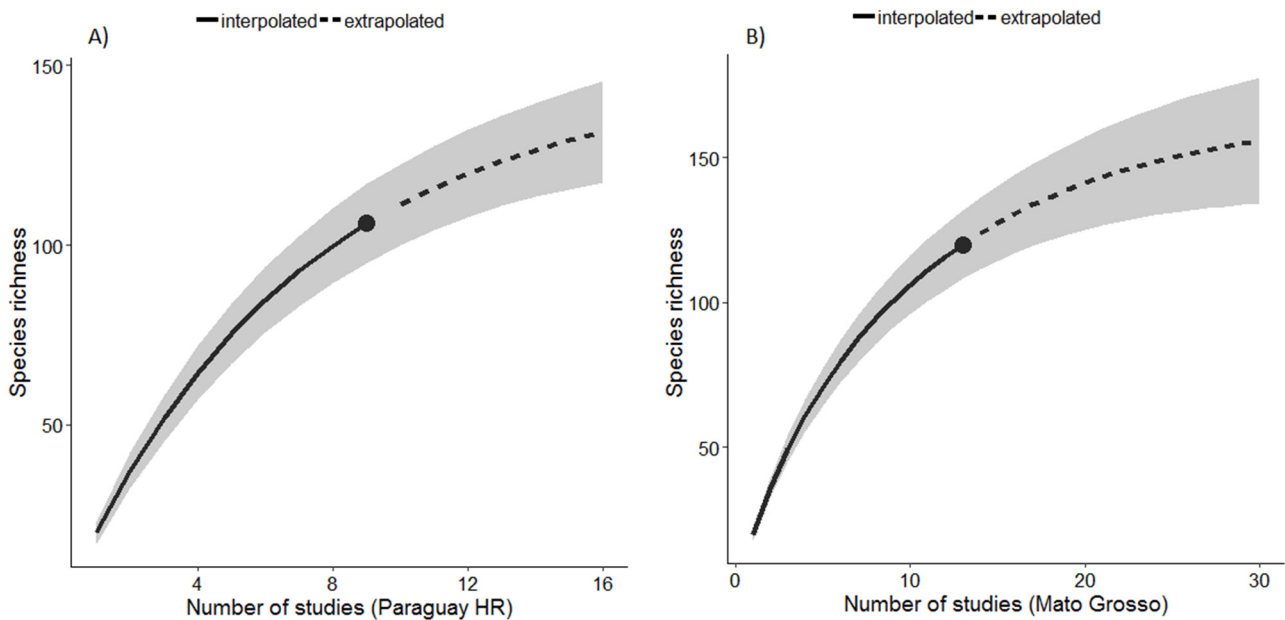 interpolated extrapolated
A)
150
100
50
Species richness
4 8 12 16
Number of studies (Paraguay HR)
interpolated extrapolated
B)
150
100
50
Species richness
0 10 20 30
Number of studies (Mato Grosso)